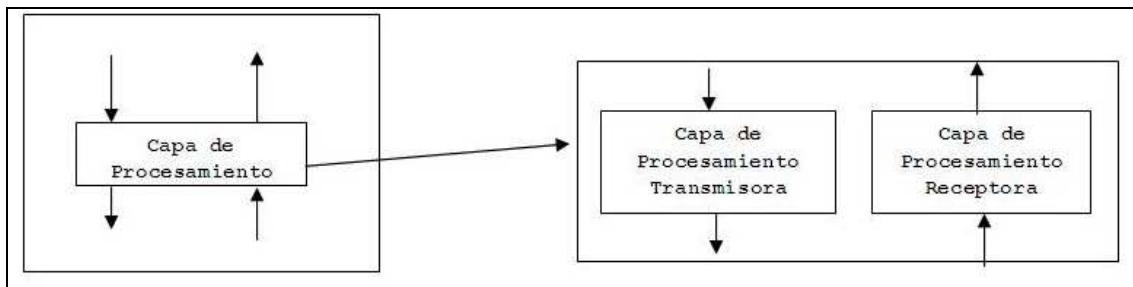 Capa de
Procesamiento
Capa de
Procesamiento
Transmisora
Capa de
Procesamiento
Receptora